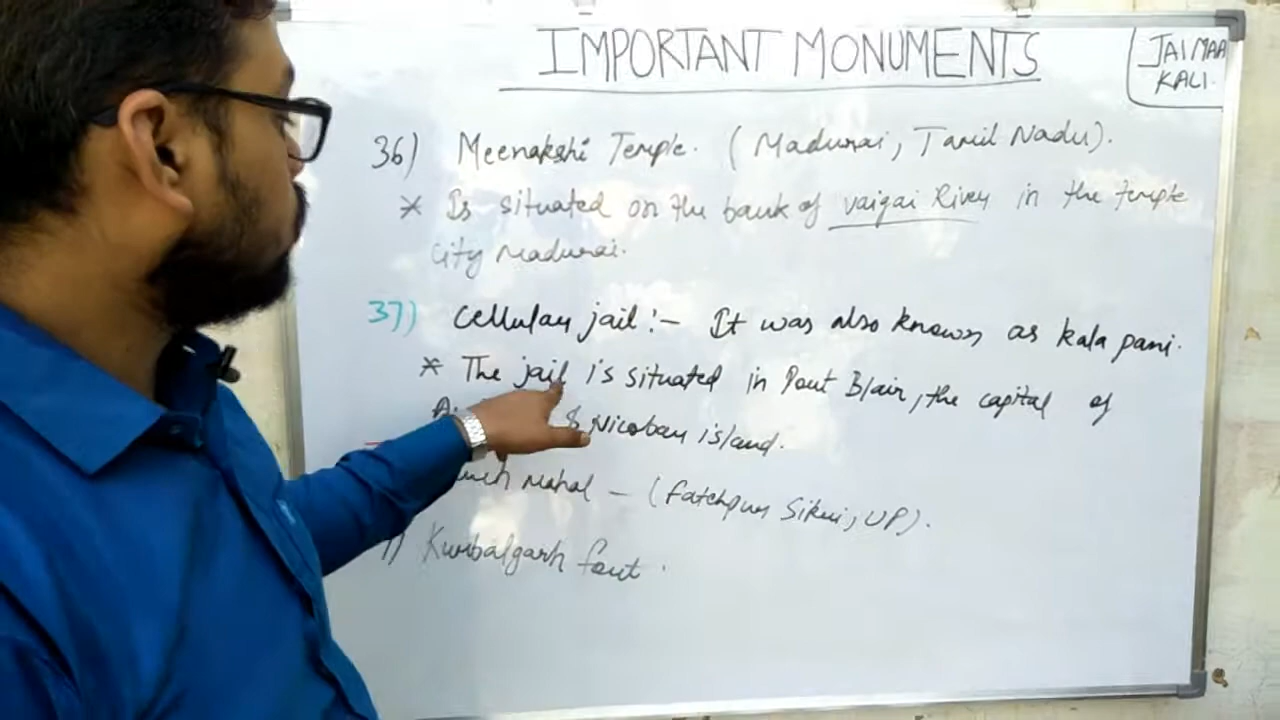 IMPORTANT MONUMENTS
JAI MAA
KALI.
36) Meenakshi Temple. (Madurai, Tamil Nadu).
* Is situated on the bank of vaigai River in the temple
city Madurai.
37) Cellular jail :- It was also known as kala pani.
* The jail is situated in Port Blair, the capital of
& Nicobar island.
Mahal - (Fatehpur Sikri, UP).
) Kumbalgarh fort.